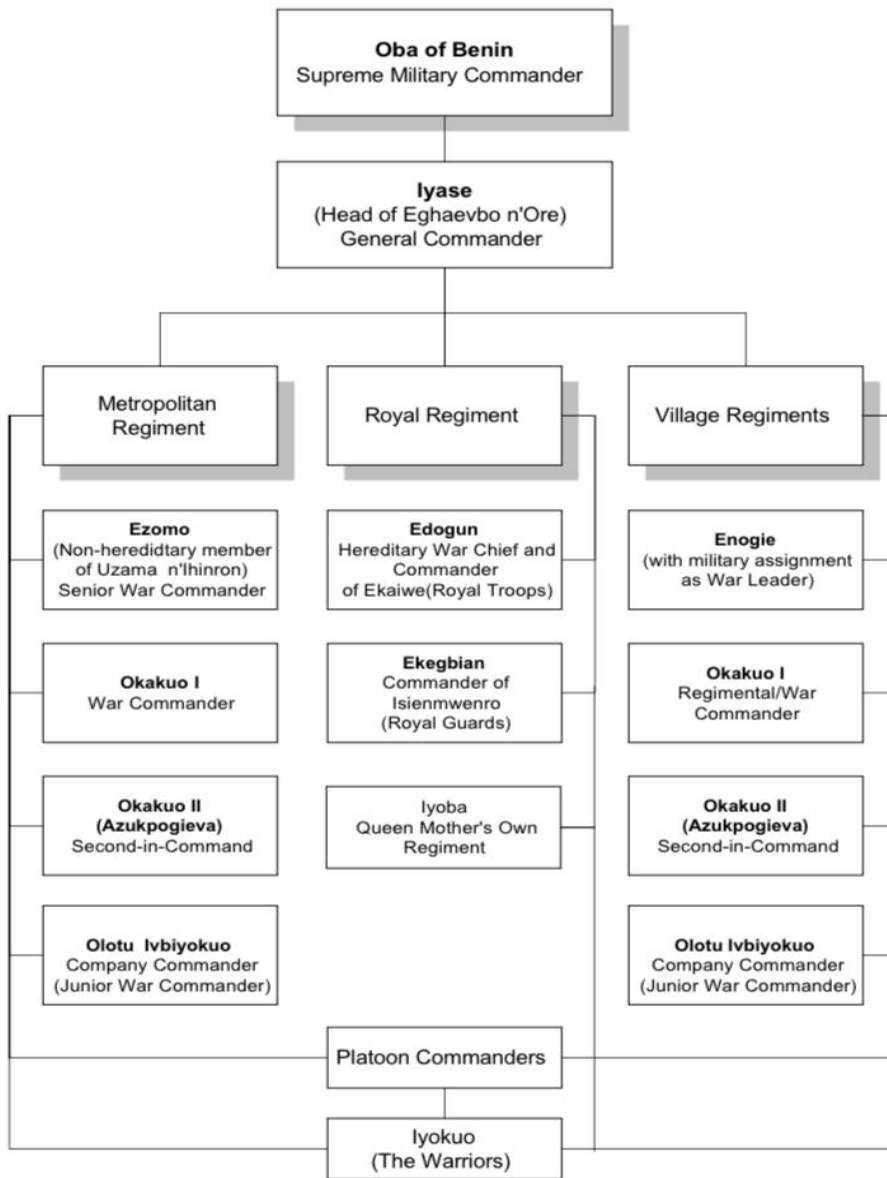 Oba of Benin
Supreme Military Commander
Iyase
(Head of Eghaevbo n'Ore)
General Commander
Metropolitan
Regiment
Royal Regiment
Village Regiments
Ezomo
(Non-heredidtary member
of Uzama n'Ihinron)
Senior War Commander
Edogun
Hereditary War Chief and
Commander
of Ekaiwe(Royal Troops)
Enogie
(with military assignment
as War Leader)
Okakuo I
War Commander
Ekegbian
Commander of
Isienmwenro
(Royal Guards)
Okakuo I
Regimental/War
Commander
Okakuo II
(Azukpogieva)
Second-in-Command
Iyoba
Queen Mother's Own
Regiment
Okakuo II
(Azukpogieva)
Second-in-Command
Olotu Ivbiyokuo
Company Commander
(Junior War Commander)
Olotu Ivbiyokuo
Company Commander
(Junior War Commander)
Platoon Commanders
Iyokuo
(The Warriors)